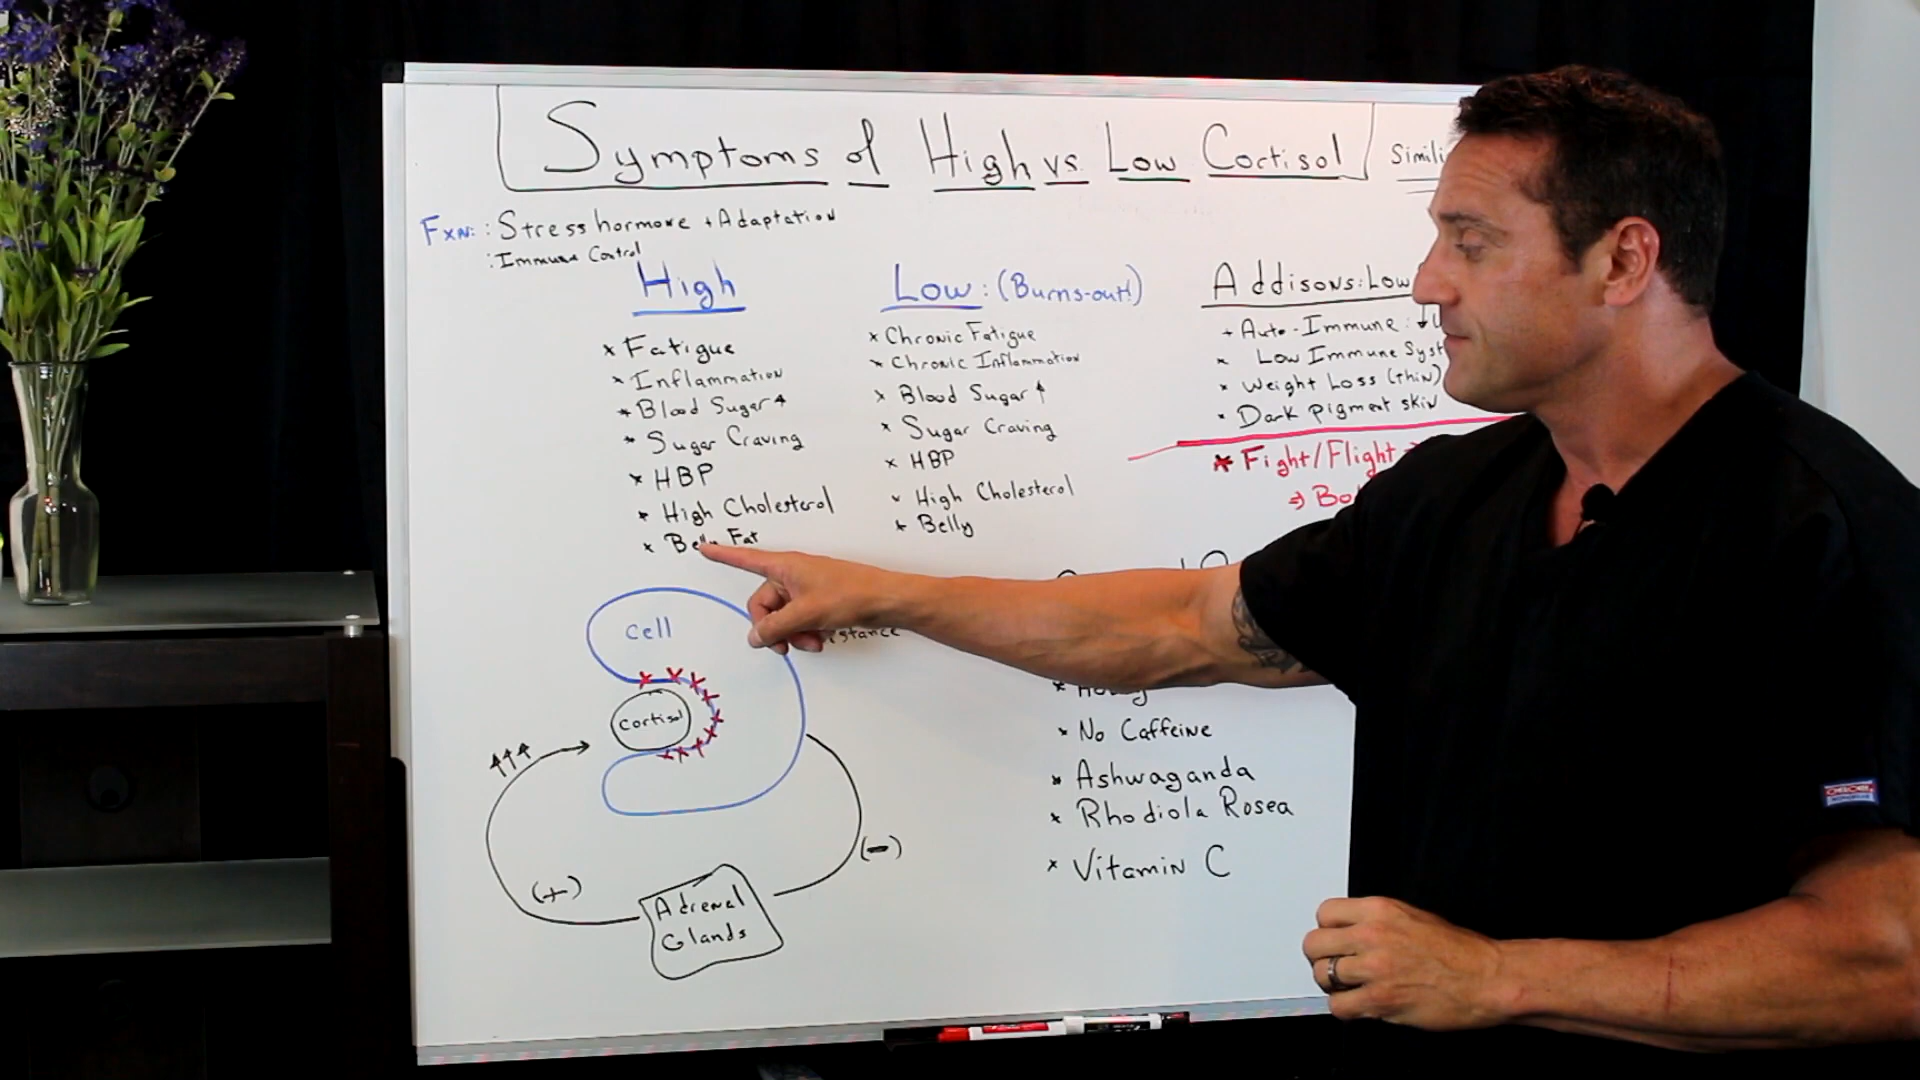 Symptoms of High vs. Low Cortisol
Simili
FxN: : Stress hormone + Adaptation
: Immune Control
High
* Fatigue
* Inflammation
* Blood Sugar ↑
* Sugar Craving
* HBP
* High Cholesterol
* Belly Fat
Low: (Burns-out!)
* Chronic Fatigue
* Chronic Inflammation
* Blood Sugar ↑
* Sugar Craving
* HBP
* High Cholesterol
* Belly
Addisons: Low
+ Auto-Immune: ↓
* Low Immune Syst
* Weight Loss (thin)
* Dark pigment skin
* Fight/Flight →
⇒ Bo
Cell
istance
Cortisol
↑↑↑
(+)
(-)
Adrenal
Glands
* No Caffeine
* Ashwaganda
* Rhodiola Rosea
* Vitamin C
CHEROKEE